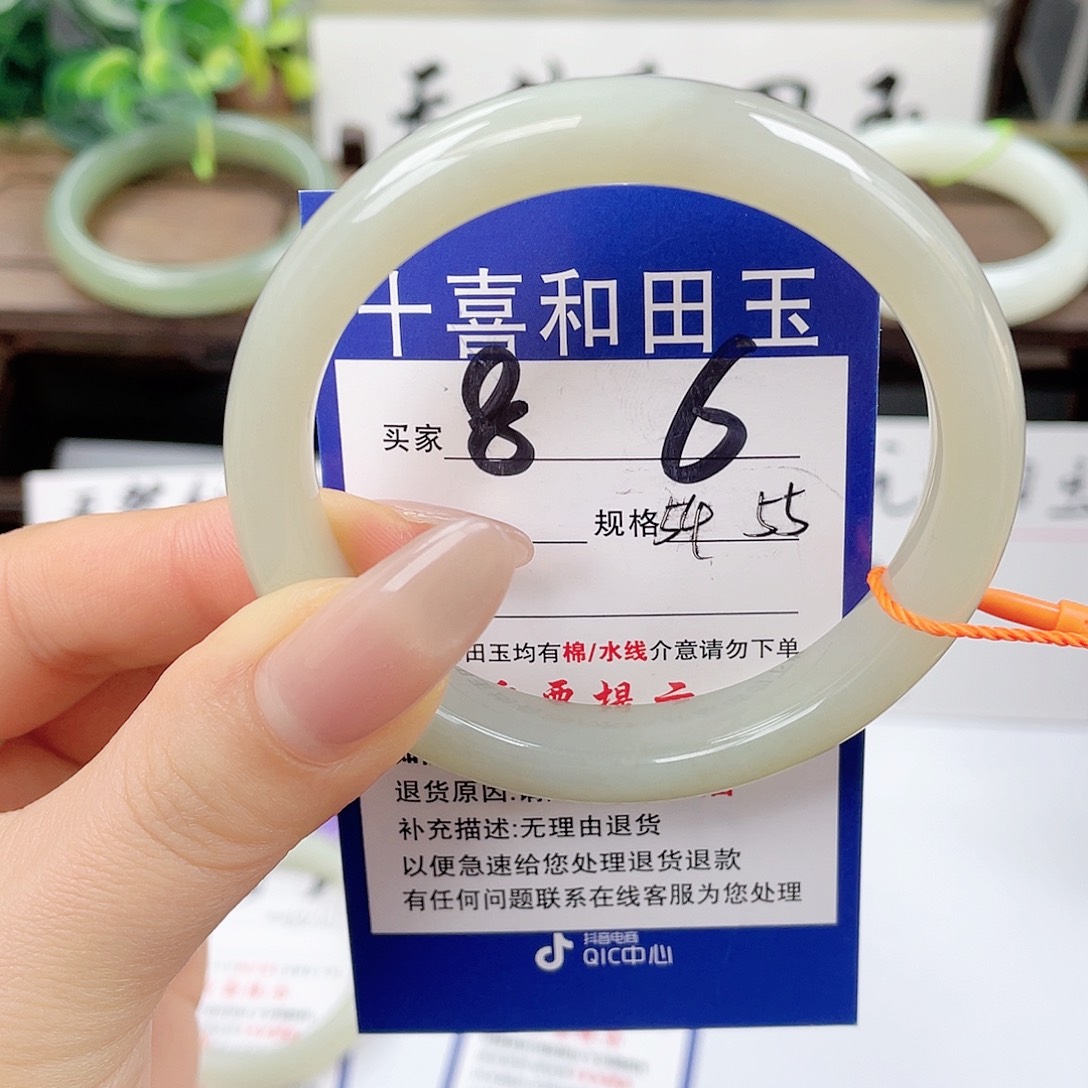 十喜和田玉
买家 8 6
规格 54 55
田玉均有棉/水线介意请勿下单
退货原因:
补充描述:无理由退货
以便急速给您处理退货退款
有任何问题联系在线客服为您处理
抖音电商
QIC中心